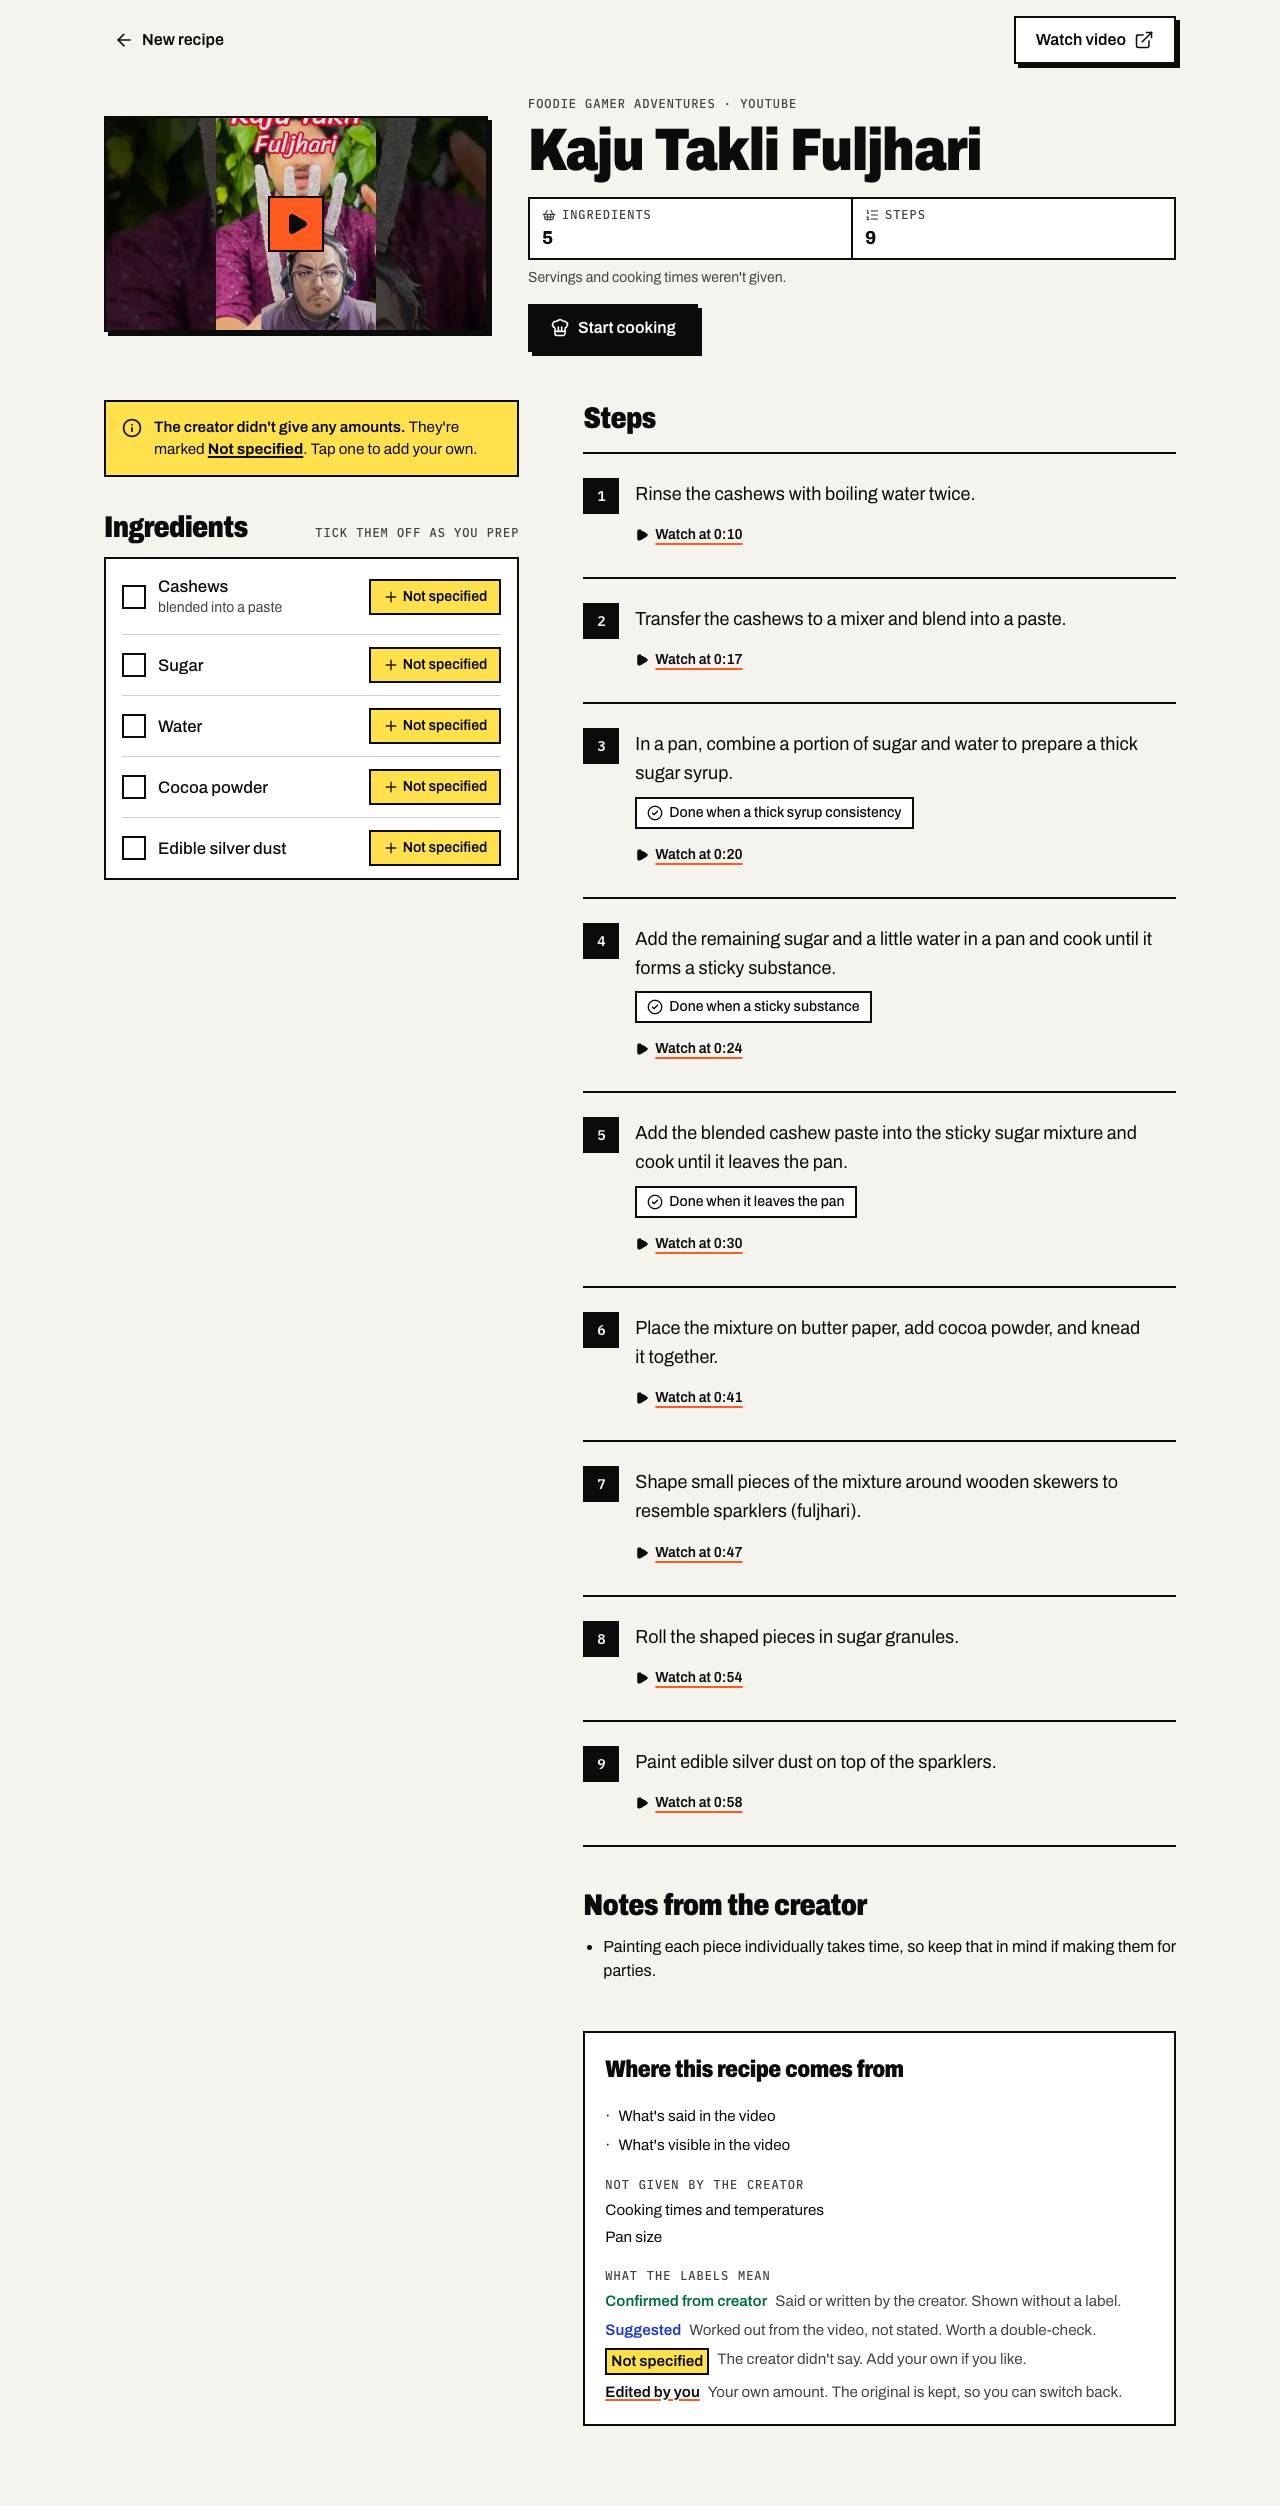 New recipe
Watch video
FOODIE GAMER ADVENTURES · YOUTUBE
Kaju Takli Fuljhari
Kaju Takli
Fuljhari
INGREDIENTS
5
STEPS
9
Servings and cooking times weren't given.
Start cooking
The creator didn't give any amounts. They're
marked Not specified. Tap one to add your own.
Ingredients
TICK THEM OFF AS YOU PREP
Cashews
blended into a paste
Not specified
Sugar
Not specified
Water
Not specified
Cocoa powder
Not specified
Edible silver dust
Not specified
Steps
1
Rinse the cashews with boiling water twice.
Watch at 0:10
2
Transfer the cashews to a mixer and blend into a paste.
Watch at 0:17
3
In a pan, combine a portion of sugar and water to prepare a thick
sugar syrup.
Done when a thick syrup consistency
Watch at 0:20
4
Add the remaining sugar and a little water in a pan and cook until it
forms a sticky substance.
Done when a sticky substance
Watch at 0:24
5
Add the blended cashew paste into the sticky sugar mixture and
cook until it leaves the pan.
Done when it leaves the pan
Watch at 0:30
6
Place the mixture on butter paper, add cocoa powder, and knead
it together.
Watch at 0:41
7
Shape small pieces of the mixture around wooden skewers to
resemble sparklers (fuljhari).
Watch at 0:47
8
Roll the shaped pieces in sugar granules.
Watch at 0:54
9
Paint edible silver dust on top of the sparklers.
Watch at 0:58
Notes from the creator
• Painting each piece individually takes time, so keep that in mind if making them for
parties.
Where this recipe comes from
· What's said in the video
· What's visible in the video
NOT GIVEN BY THE CREATOR
Cooking times and temperatures
Pan size
WHAT THE LABELS MEAN
Confirmed from creator Said or written by the creator. Shown without a label.
Suggested Worked out from the video, not stated. Worth a double-check.
Not specified The creator didn't say. Add your own if you like.
Edited by you Your own amount. The original is kept, so you can switch back.